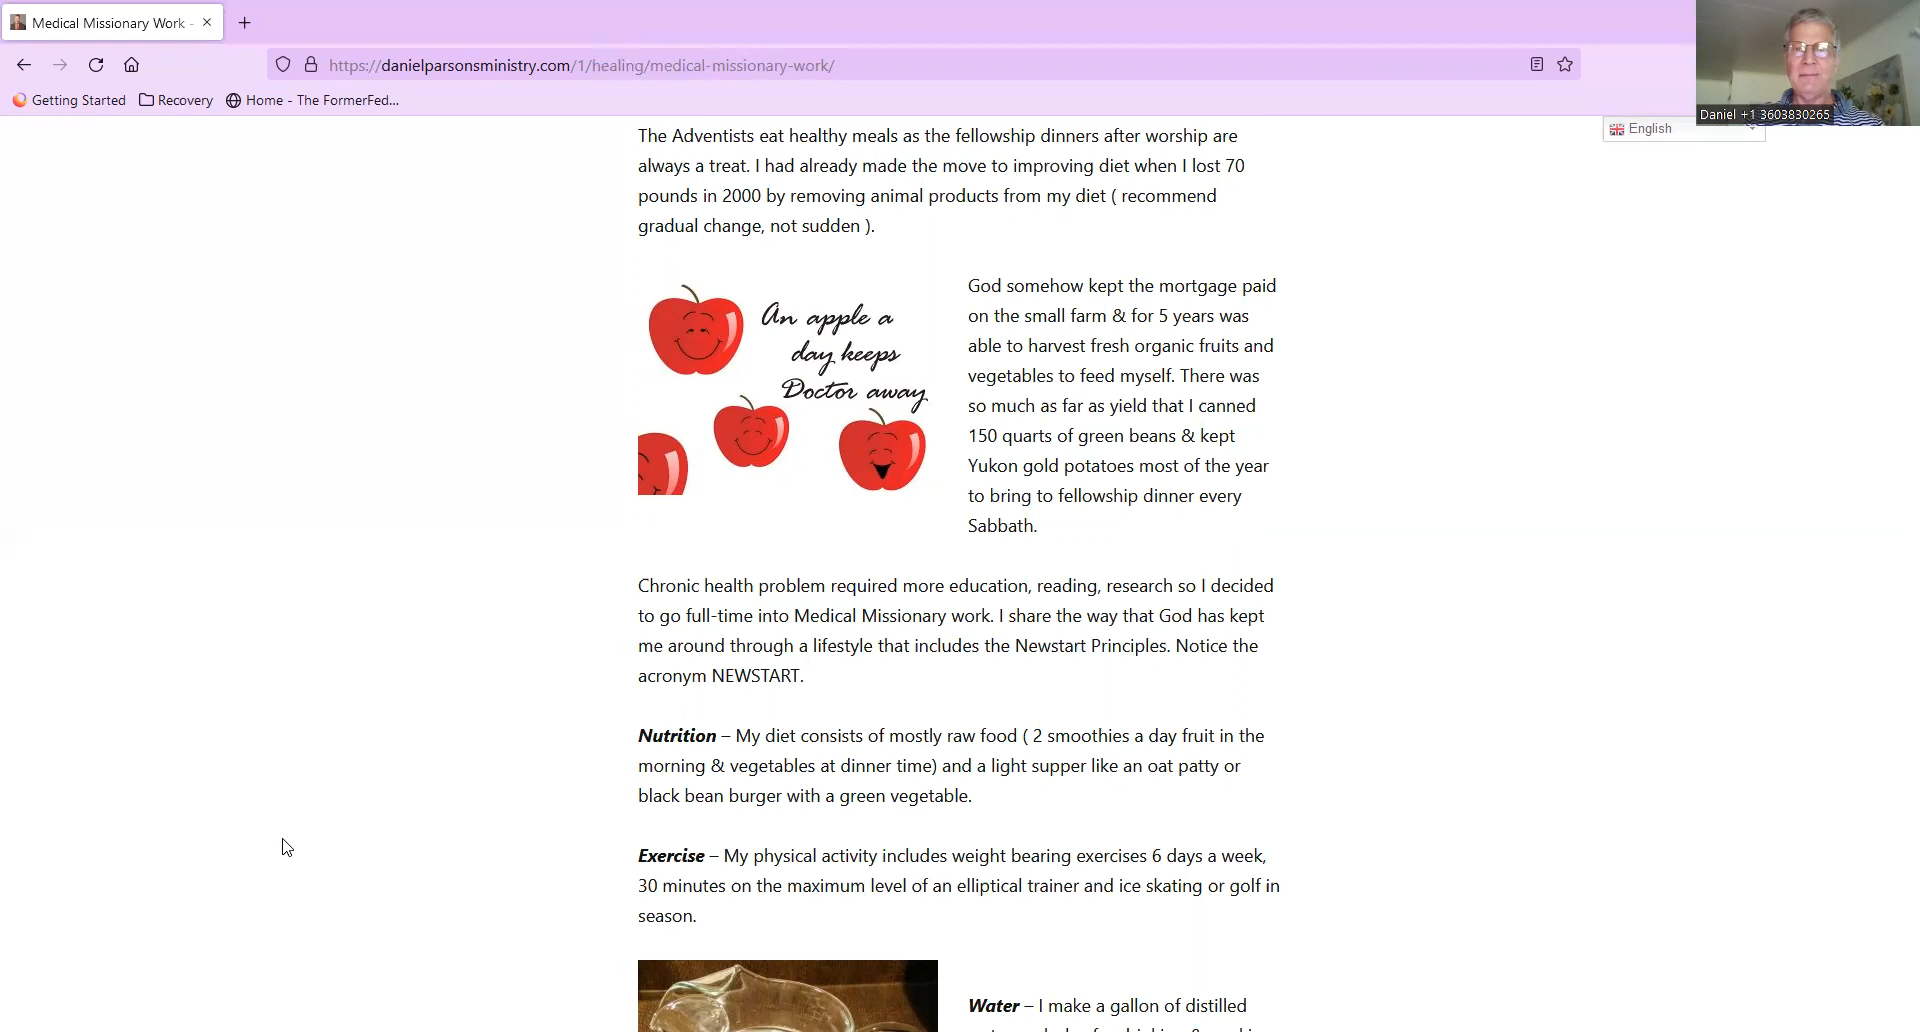 Medical Missionary Work -
https://danielparsonsministry.com/1/healing/medical-missionary-work/
Getting Started
Recovery
Home - The FormerFed...
Daniel +1 3603830265
English
The Adventists eat healthy meals as the fellowship dinners after worship are
always a treat. I had already made the move to improving diet when I lost 70
pounds in 2000 by removing animal products from my diet ( recommend
gradual change, not sudden ).
An apple a
day keeps
Doctor away
God somehow kept the mortgage paid
on the small farm & for 5 years was
able to harvest fresh organic fruits and
vegetables to feed myself. There was
so much as far as yield that I canned
150 quarts of green beans & kept
Yukon gold potatoes most of the year
to bring to fellowship dinner every
Sabbath.
Chronic health problem required more education, reading, research so I decided
to go full-time into Medical Missionary work. I share the way that God has kept
me around through a lifestyle that includes the Newstart Principles. Notice the
acronym NEWSTART.
Nutrition – My diet consists of mostly raw food ( 2 smoothies a day fruit in the
morning & vegetables at dinner time) and a light supper like an oat patty or
black bean burger with a green vegetable.
Exercise – My physical activity includes weight bearing exercises 6 days a week,
30 minutes on the maximum level of an elliptical trainer and ice skating or golf in
season.
Water – I make a gallon of distilled